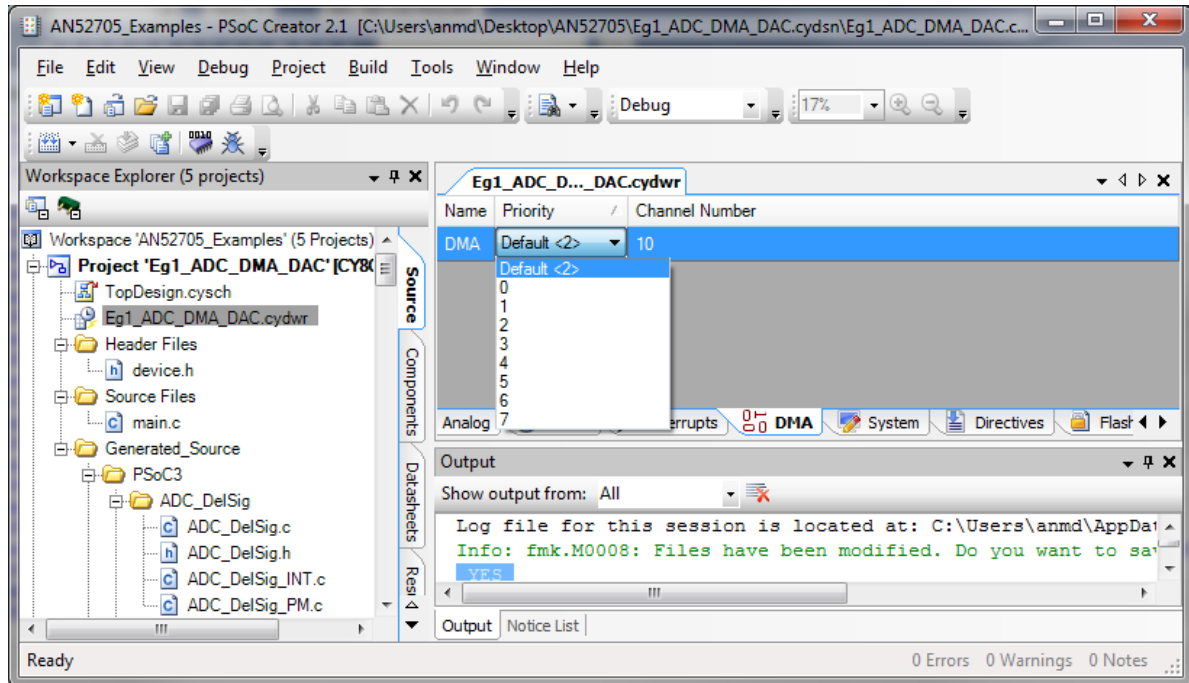 AN52705_Examples - PSoC Creator 2.1 [C:\Users\anmd\Desktop\AN52705\Eg1_ADC_DMA_DAC.cydsn\Eg1_ADC_DMA_DAC.c...
File Edit View Debug Project Build Tools Window Help
Debug 17%
Workspace Explorer (5 projects)
Workspace 'AN52705_Examples' (5 Projects)
Project 'Eg1_ADC_DMA_DAC' [CY8C
TopDesign.cysch
Eg1_ADC_DMA_DAC.cydwr
Header Files
device.h
Source Files
main.c
Generated_Source
PSoC3
ADC_DelSig
ADC_DelSig.c
ADC_DelSig.h
ADC_DelSig_INT.c
ADC_DelSig_PM.c
Source
Components
Datasheets
Resi
Eg1_ADC_D..._DAC.cydwr
Name Priority / Channel Number
DMA Default <2> 10
Default <2>
0
1
2
3
4
5
6
7
Analog errupts DMA System Directives Flash
Output
Show output from: All
Log file for this session is located at: C:\Users\anmd\AppDat
Info: fmk.M0008: Files have been modified. Do you want to sav
YES
Output Notice List
Ready 0 Errors 0 Warnings 0 Notes